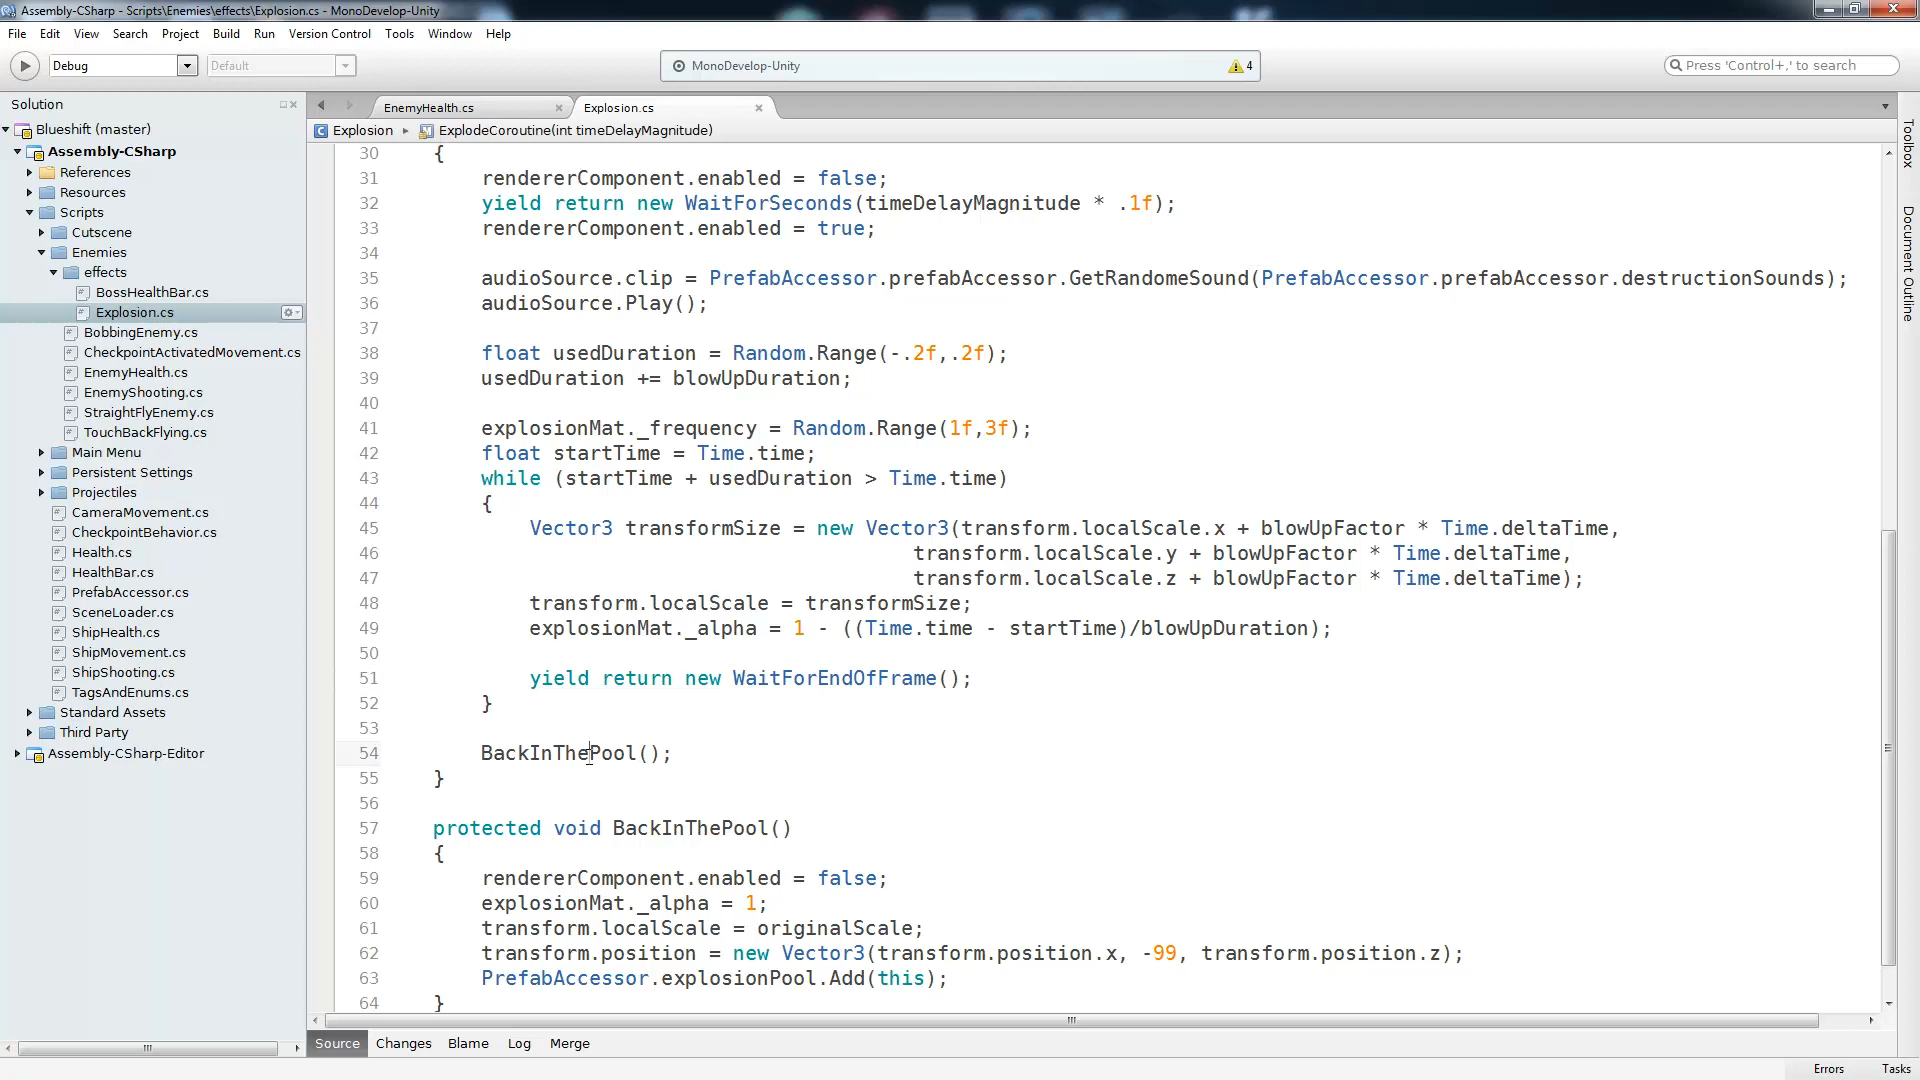 Assembly-CSharp - Scripts\Enemies\effects\Explosion.cs - MonoDevelop-Unity
File Edit View Search Project Build Run Version Control Tools Window Help
Debug Default MonoDevelop-Unity 4 Press 'Control+,' to search
Solution
Blueshift (master)
Assembly-CSharp
References
Resources
Scripts
Cutscene
Enemies
effects
BossHealthBar.cs
Explosion.cs
BobbingEnemy.cs
CheckpointActivatedMovement.cs
EnemyHealth.cs
EnemyShooting.cs
StraightFlyEnemy.cs
TouchBackFlying.cs
Main Menu
Persistent Settings
Projectiles
CameraMovement.cs
CheckpointBehavior.cs
Health.cs
HealthBar.cs
PrefabAccessor.cs
SceneLoader.cs
ShipHealth.cs
ShipMovement.cs
ShipShooting.cs
TagsAndEnums.cs
Standard Assets
Third Party
Assembly-CSharp-Editor
EnemyHealth.cs Explosion.cs
Explosion ExplodeCoroutine(int timeDelayMagnitude)
30 {
31 rendererComponent.enabled = false;
32 yield return new WaitForSeconds(timeDelayMagnitude * .1f);
33 rendererComponent.enabled = true;
34
35 audioSource.clip = PrefabAccessor.prefabAccessor.GetRandomeSound(PrefabAccessor.prefabAccessor.destructionSounds);
36 audioSource.Play();
37
38 float usedDuration = Random.Range(-.2f,.2f);
39 usedDuration += blowUpDuration;
40
41 explosionMat._frequency = Random.Range(1f,3f);
42 float startTime = Time.time;
43 while (startTime + usedDuration > Time.time)
44 {
45 Vector3 transformSize = new Vector3(transform.localScale.x + blowUpFactor * Time.deltaTime,
46 transform.localScale.y + blowUpFactor * Time.deltaTime,
47 transform.localScale.z + blowUpFactor * Time.deltaTime);
48 transform.localScale = transformSize;
49 explosionMat._alpha = 1 - ((Time.time - startTime)/blowUpDuration);
50
51 yield return new WaitForEndOfFrame();
52 }
53
54 BackInThePool();
55 }
56
57 protected void BackInThePool()
58 {
59 rendererComponent.enabled = false;
60 explosionMat._alpha = 1;
61 transform.localScale = originalScale;
62 transform.position = new Vector3(transform.position.x, -99, transform.position.z);
63 PrefabAccessor.explosionPool.Add(this);
64 }
Source Changes Blame Log Merge
Toolbox
Document Outline
Errors Tasks